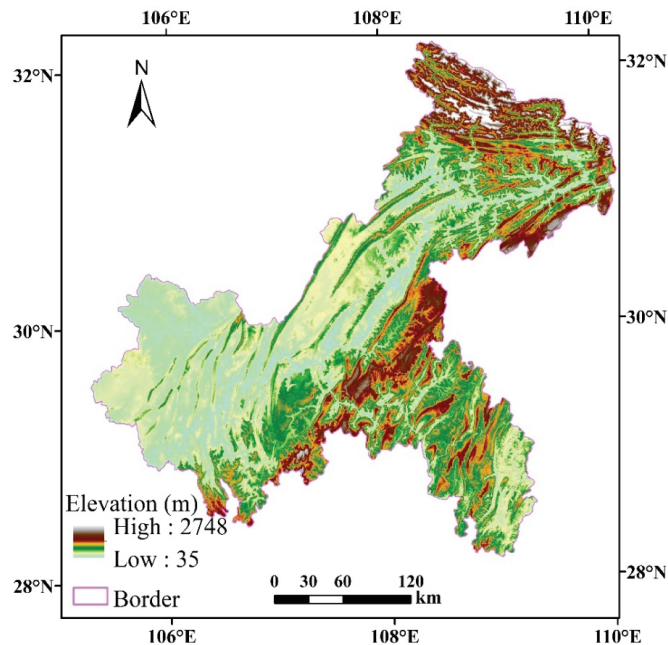 106°E 108°E 110°E
32°N 32°N
N
30°N 30°N
Elevation (m)
High : 2748
Low : 35
28°N 28°N
Border
0 30 60 120
km
106°E 108°E 110°E